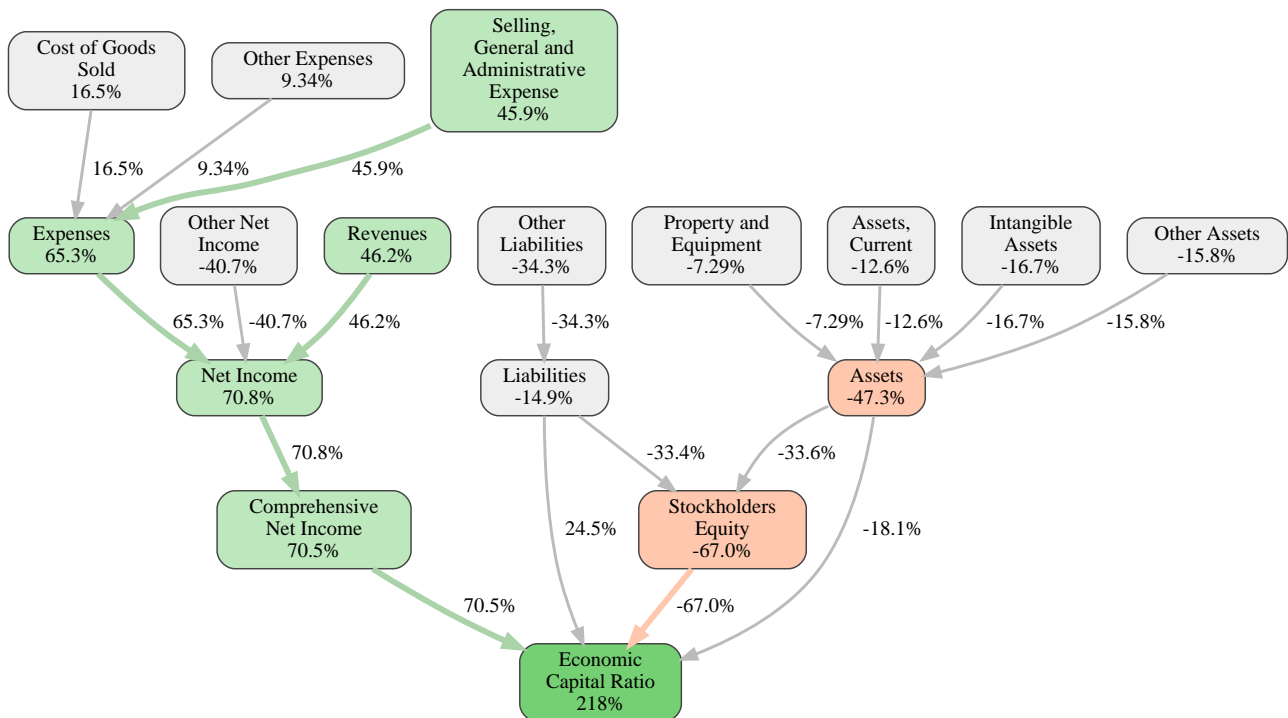 Cost of Goods
Sold
16.5%
Other Expenses
9.34%
Selling,
General and
Administrative
Expense
45.9%
16.5%
9.34%
45.9%
Expenses
65.3%
Other Net
Income
-40.7%
Revenues
46.2%
Other
Liabilities
-34.3%
Property and
Equipment
-7.29%
Assets,
Current
-12.6%
Intangible
Assets
-16.7%
Other Assets
-15.8%
65.3%
-40.7%
46.2%
-34.3%
-7.29%
-12.6%
-16.7%
-15.8%
Net Income
70.8%
Liabilities
-14.9%
Assets
-47.3%
70.8%
-33.4%
-33.6%
Comprehensive
Net Income
70.5%
24.5%
Stockholders
Equity
-67.0%
-18.1%
70.5%
-67.0%
Economic
Capital Ratio
218%